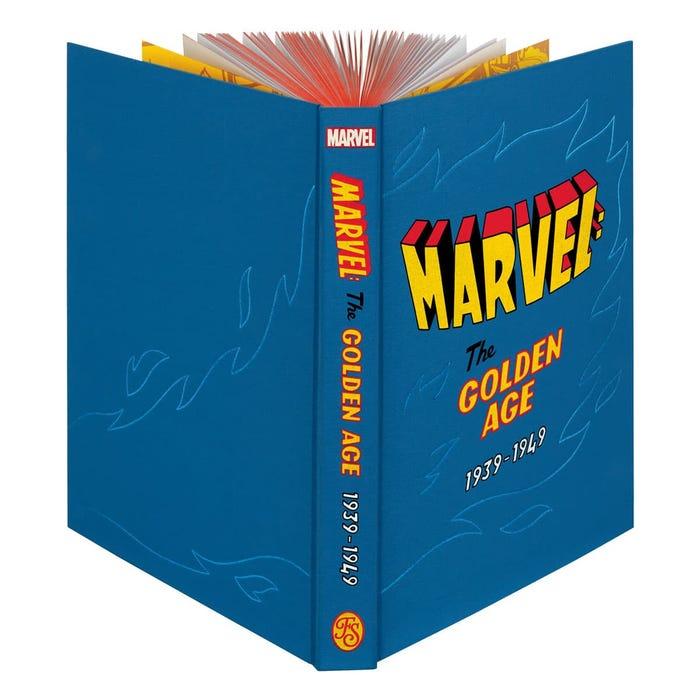 MARVEL
MARVEL: The GOLDEN AGE 1939-1949
FS
MARVEL:
The
GOLDEN
AGE
1939-1949